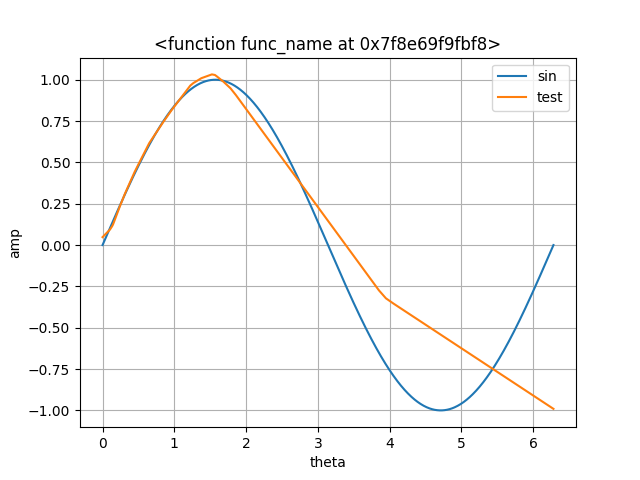 <function func_name at 0x7f8e69f9fbf8>
sin
test
amp
1.00
0.75
0.50
0.25
0.00
−0.25
−0.50
−0.75
−1.00
0 1 2 3 4 5 6
theta